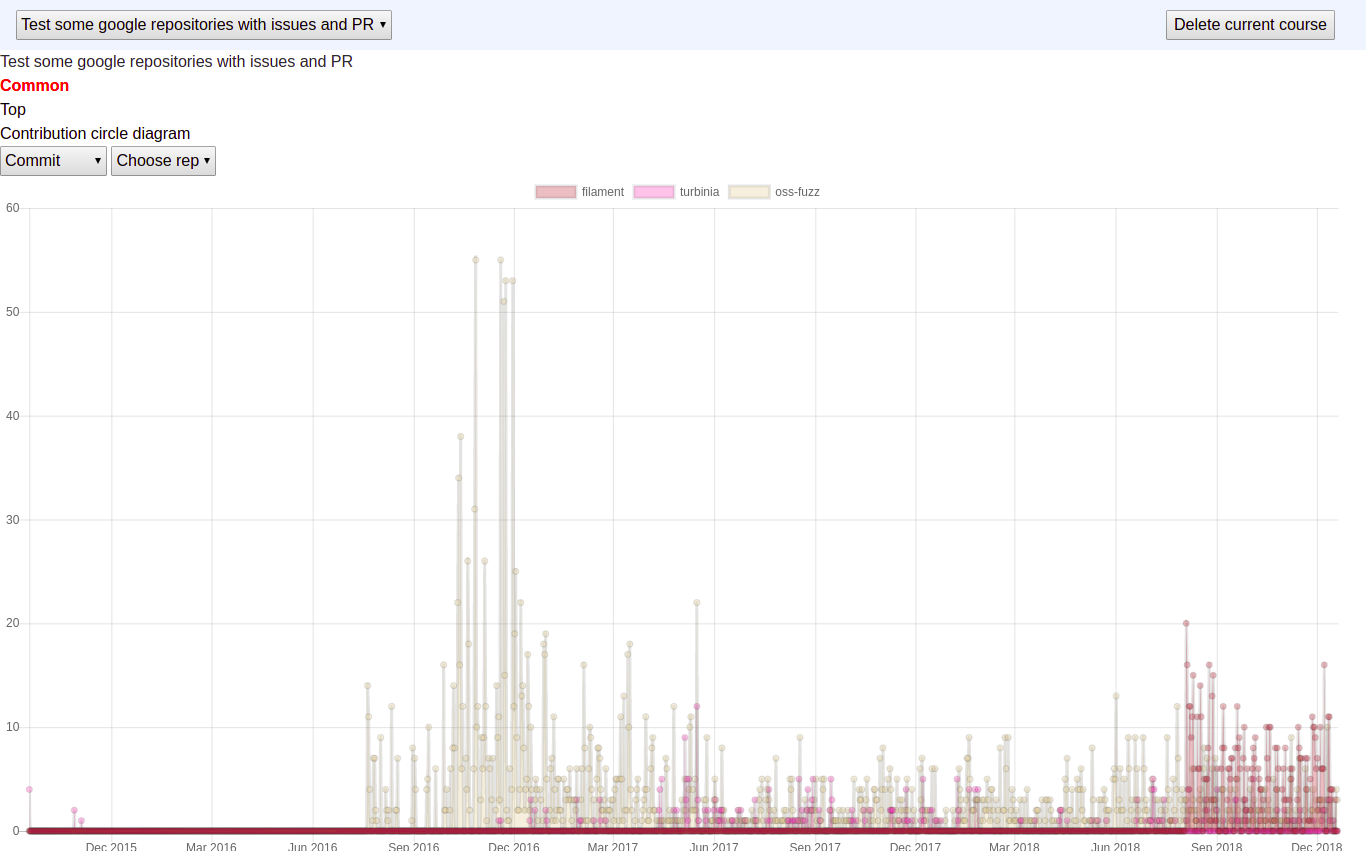 Test some google repositories with issues and PR Delete current course
Test some google repositories with issues and PR
Common
Top
Contribution circle diagram
Commit Choose rep
filament turbinia oss-fuzz
60
50
40
30
20
10
0
Dec 2015 Mar 2016 Jun 2016 Sep 2016 Dec 2016 Mar 2017 Jun 2017 Sep 2017 Dec 2017 Mar 2018 Jun 2018 Sep 2018 Dec 2018